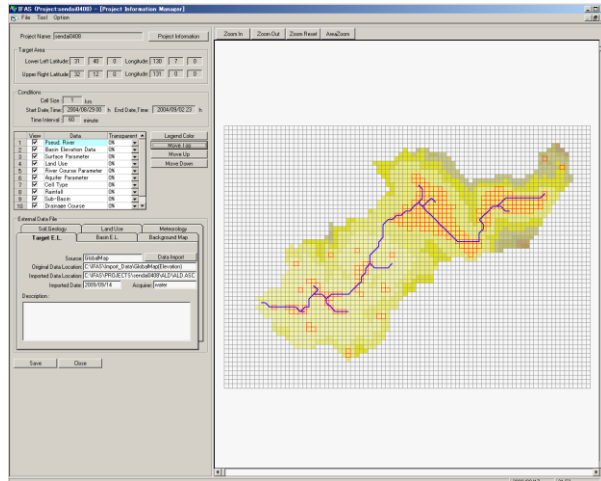 IFAS (Project:sendai0408) - [Project Information Manager]
File Tool Option
Project Name: sendai0408 Project Information
Zoom In Zoom Out Zoom Reset AreaZoom
Target Area
Lower Left Latitude: 31 40 0 Longitude: 130 7 0
Upper Right Latitude: 32 12 0 Longitude: 131 0 0
Conditions
Cell Size 1 km
Start Date,Time: 2004/08/29 00 h End Date,Time: 2004/09/02 23 h
Time Interval 60 minute
View Data Transparent
1 Pseud. River 0%
2 Basin Elevation Data 0%
3 Surface Parameter 0%
4 Land Use 0%
5 River Course Parameter 0%
6 Aquifer Parameter 0%
7 Cell Type 0%
8 Rainfall 0%
9 Sub-Basin 0%
10 Drainage Course 0%
Legend Color
Move Top
Move Up
Move Down
External Data File
Soil.Geology Land Use Meteorology
Target E.L. Basin E.L. Background Map
Source: GlobalMap Data Import
Original Data Location: C:\IFAS\Import_Data\GlobalMap(Elevation)
Imported Data Location: C:\IFAS\PROJECTS\sendai0408\ALD\ALD.ASC
Imported Date: 2008/08/14 Acquirer: water
Description :
Save Close